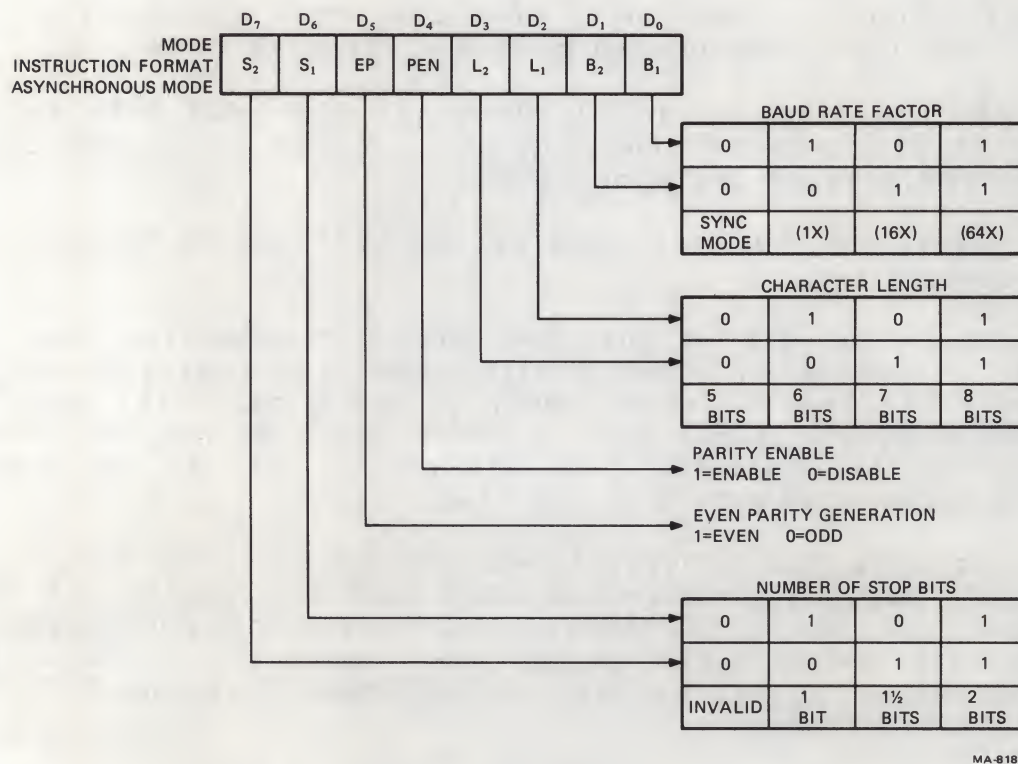 D₇ D₆ D₅ D₄ D₃ D₂ D₁ D₀
MODE
INSTRUCTION FORMAT
ASYNCHRONOUS MODE
S₂ S₁ EP PEN L₂ L₁ B₂ B₁
BAUD RATE FACTOR
0 1 0 1
0 0 1 1
SYNC MODE (1X) (16X) (64X)
CHARACTER LENGTH
0 1 0 1
0 0 1 1
5 BITS 6 BITS 7 BITS 8 BITS
PARITY ENABLE
1=ENABLE 0=DISABLE
EVEN PARITY GENERATION
1=EVEN 0=ODD
NUMBER OF STOP BITS
0 1 0 1
0 0 1 1
INVALID 1 BIT 1½ BITS 2 BITS
MA-818